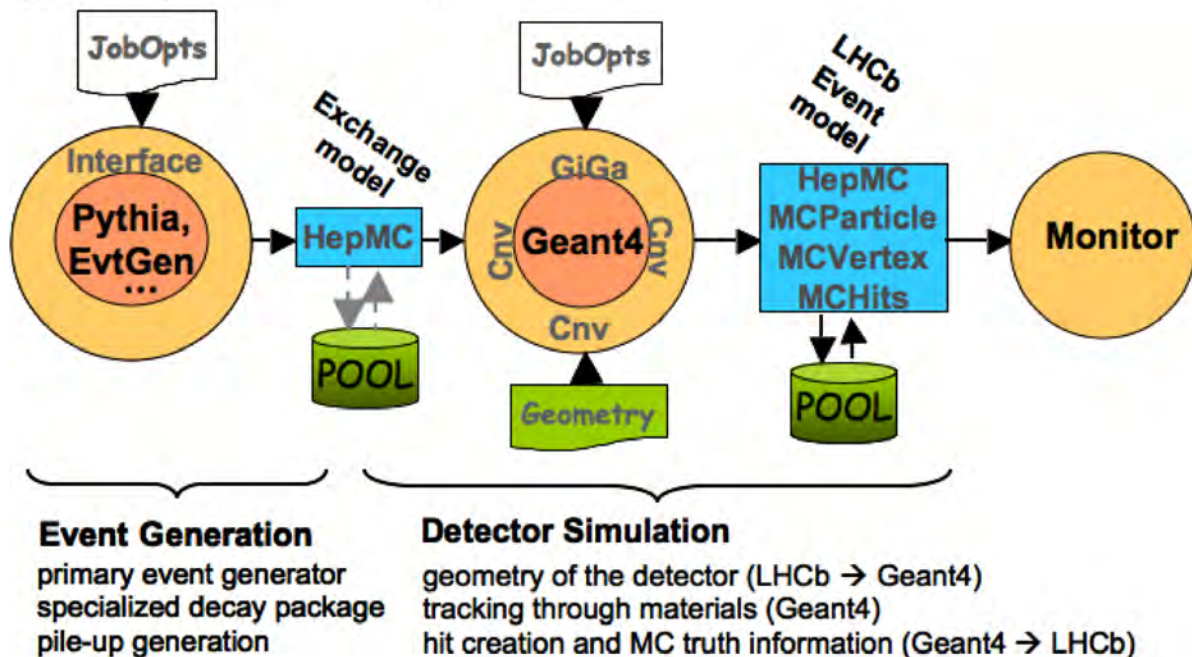 JobOpts
Interface
Pythia,
EvtGen
...
Exchange
model
HepMC
POOL
JobOpts
GiGa
Cnv
Geant4
Cnv
Cnv
Geometry
LHCb
Event
model
HepMC
MCParticle
MCVertex
MCHits
POOL
Monitor
Event Generation
primary event generator
specialized decay package
pile-up generation
Detector Simulation
geometry of the detector (LHCb → Geant4)
tracking through materials (Geant4)
hit creation and MC truth information (Geant4 → LHCb)